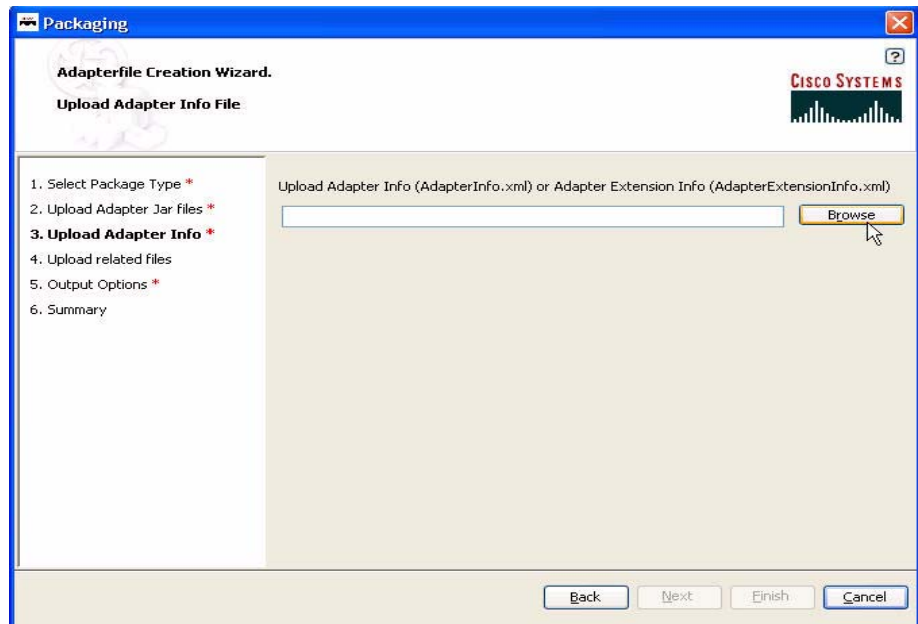 Packaging
Adapterfile Creation Wizard.
Upload Adapter Info File
?
CISCO SYSTEMS
1. Select Package Type *
2. Upload Adapter Jar files *
3. Upload Adapter Info *
4. Upload related files
5. Output Options *
6. Summary
Upload Adapter Info (AdapterInfo.xml) or Adapter Extension Info (AdapterExtensionInfo.xml)
Browse
Back
Next
Finish
Cancel